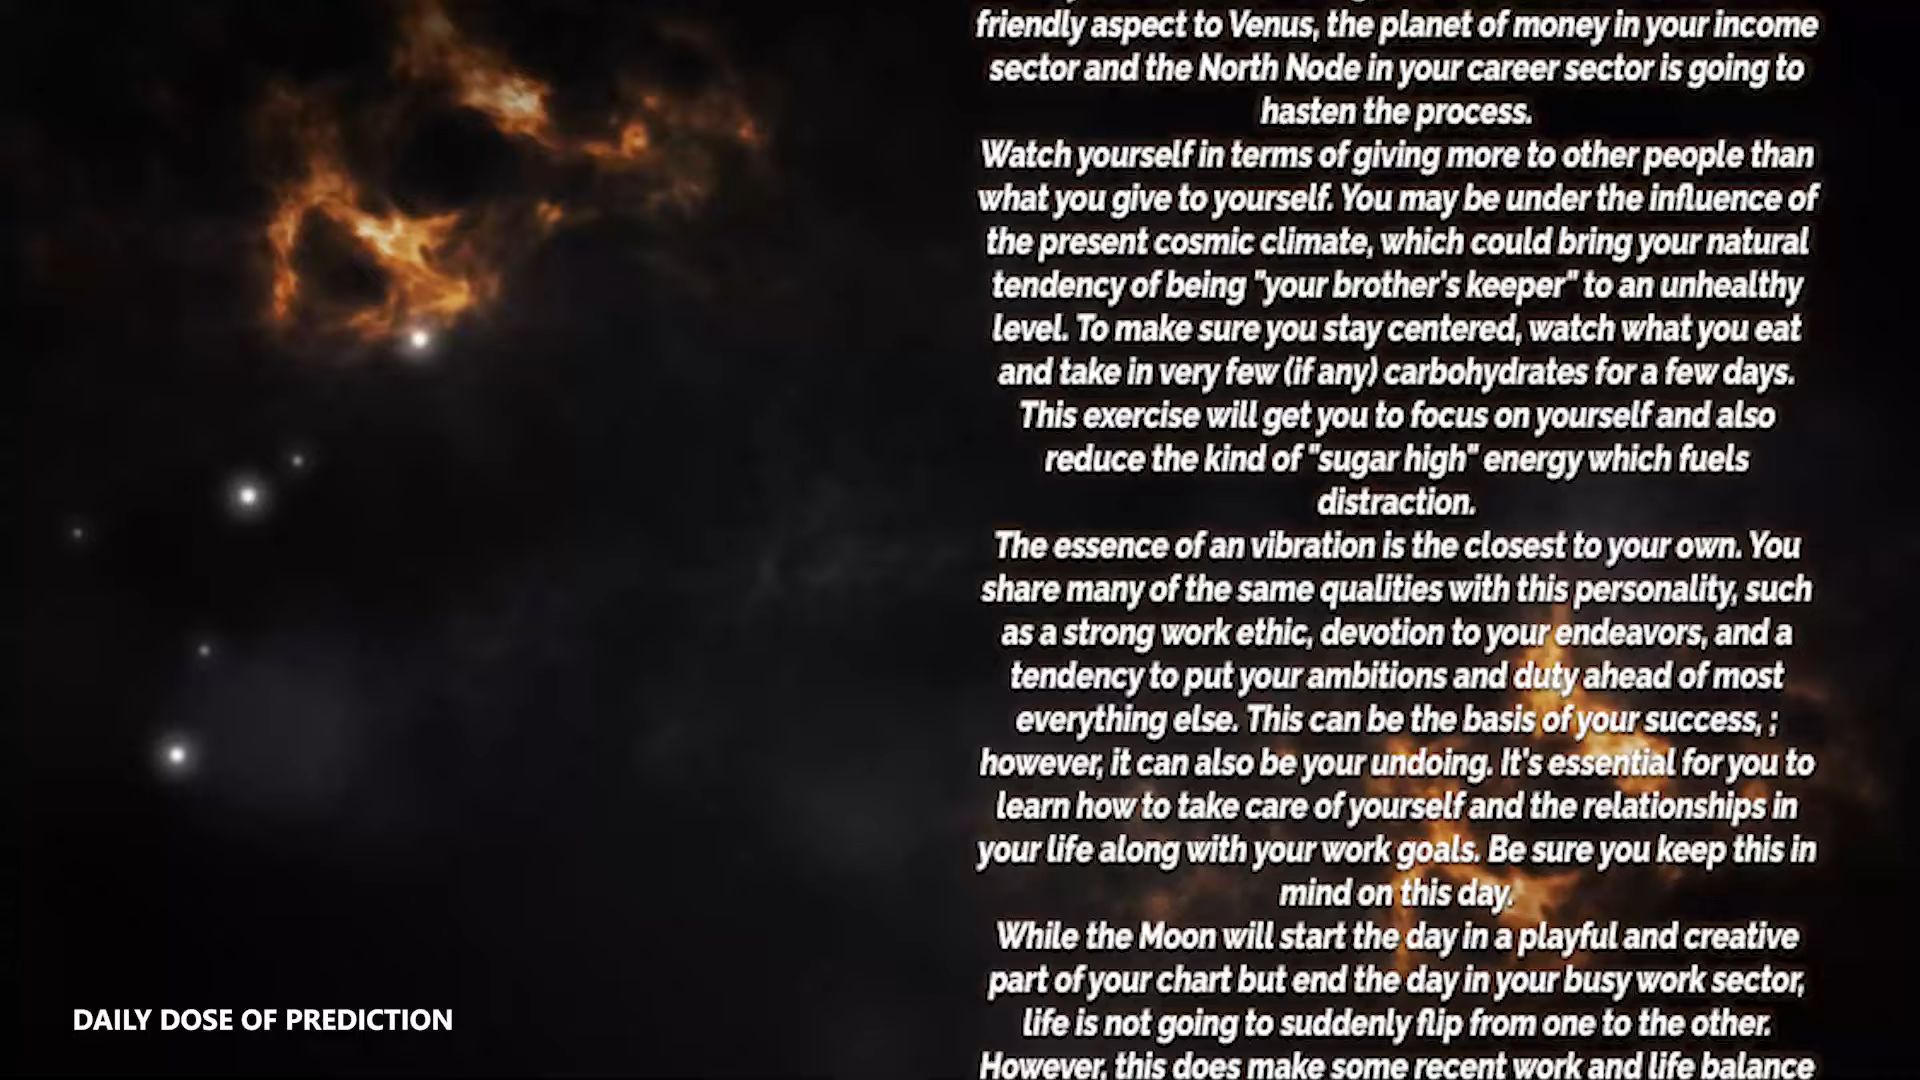 friendly aspect to Venus, the planet of money in your income
sector and the North Node in your career sector is going to
hasten the process.
Watch yourself in terms of giving more to other people than
what you give to yourself. You may be under the influence of
the present cosmic climate, which could bring your natural
tendency of being "your brother's keeper" to an unhealthy
level. To make sure you stay centered, watch what you eat
and take in very few (if any) carbohydrates for a few days.
This exercise will get you to focus on yourself and also
reduce the kind of "sugar high" energy which fuels
distraction.
The essence of an vibration is the closest to your own. You
share many of the same qualities with this personality, such
as a strong work ethic, devotion to your endeavors, and a
tendency to put your ambitions and duty ahead of most
everything else. This can be the basis of your success, ;
however, it can also be your undoing. It's essential for you to
learn how to take care of yourself and the relationships in
your life along with your work goals. Be sure you keep this in
mind on this day.
While the Moon will start the day in a playful and creative
part of your chart but end the day in your busy work sector,
life is not going to suddenly flip from one to the other.
However, this does make some recent work and life balance
DAILY DOSE OF PREDICTION